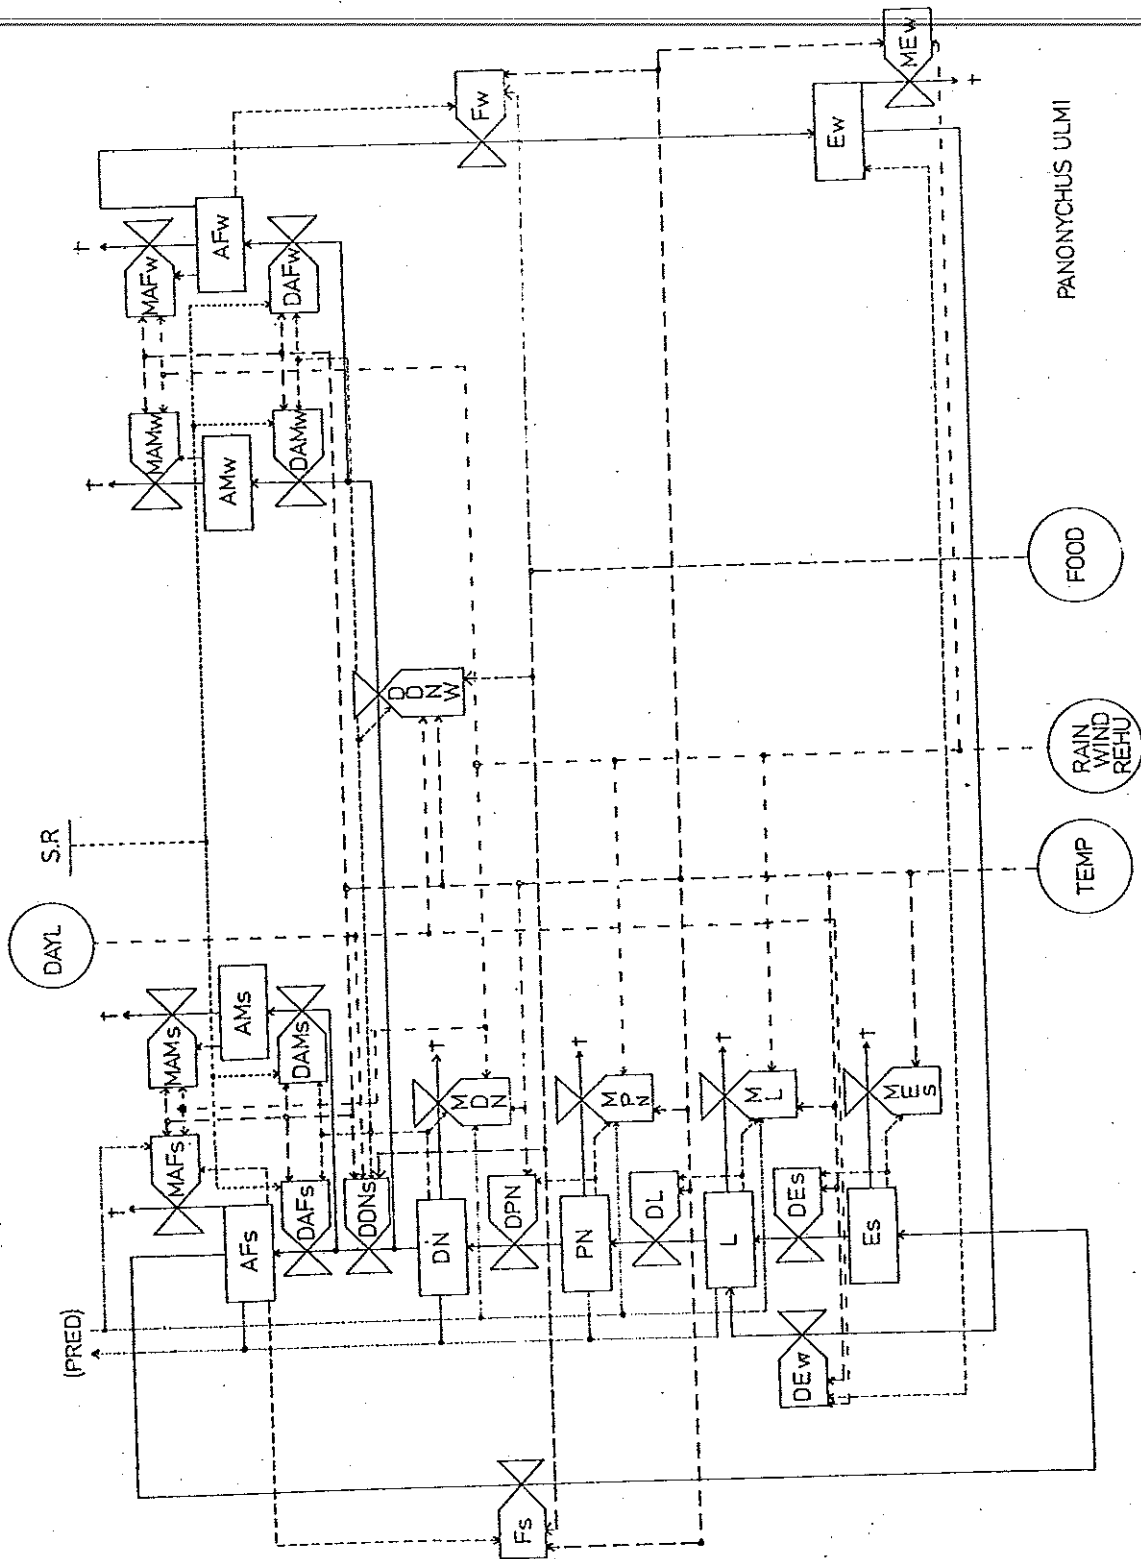 (PRED)
DAYL
S.R
MAFs
MAMs
AFs
AMs
DAFs
DAMs
DDNs
MAMw
MAFw
AMw
AFw
DAMw
DAFw
DDNW
Fs
Fw
DN
MDN
DPN
PN
MPN
DL
L
ML
DEw
DEs
Es
MEs
Ew
MEw
TEMP
RAIN
WIND
REHU
FOOD
PANONYCHUS ULMI